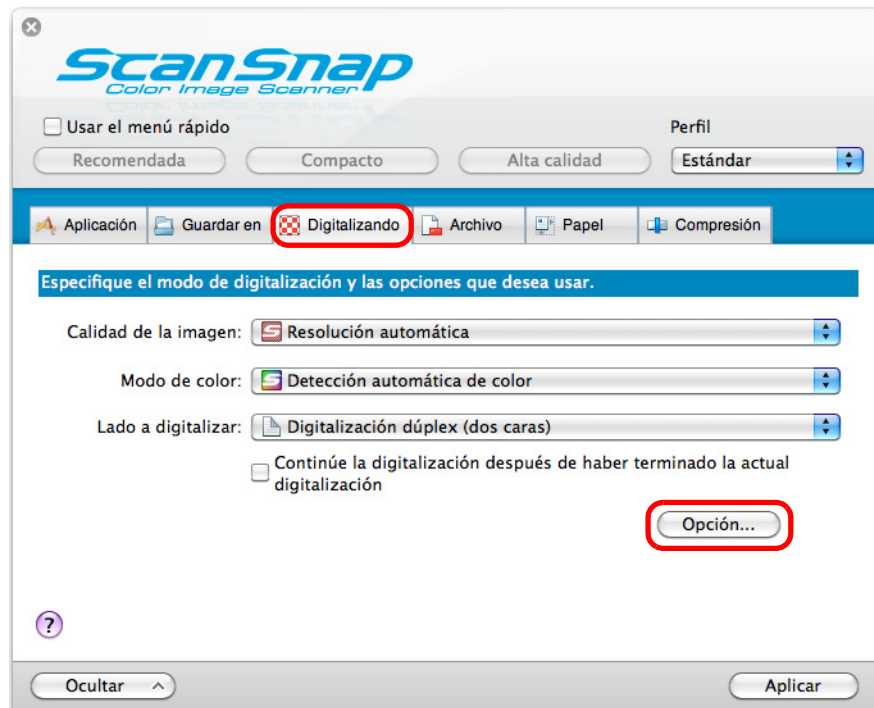 ScanSnap
Color Image Scanner
Usar el menú rápido
Perfil
Recomendada Compacto Alta calidad Estándar
Aplicación Guardar en Digitalizando Archivo Papel Compresión
Especifique el modo de digitalización y las opciones que desea usar.
Calidad de la imagen: Resolución automática
Modo de color: Detección automática de color
Lado a digitalizar: Digitalización dúplex (dos caras)
Continúe la digitalización después de haber terminado la actual
digitalización
Opción...
?
Ocultar Aplicar